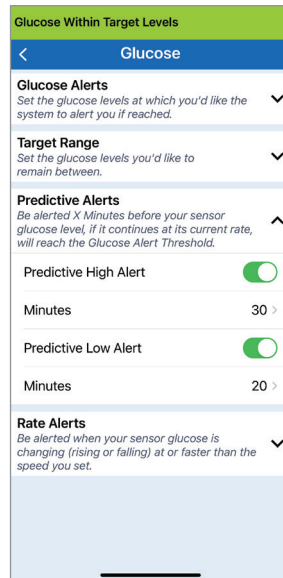 Glucose Within Target Levels
Glucose
Glucose Alerts
Set the glucose levels at which you'd like the
system to alert you if reached.
Target Range
Set the glucose levels you'd like to
remain between.
Predictive Alerts
Be alerted X Minutes before your sensor
glucose level, if it continues at its current rate,
will reach the Glucose Alert Threshold.
Predictive High Alert
Minutes 30
Predictive Low Alert
Minutes 20
Rate Alerts
Be alerted when your sensor glucose is
changing (rising or falling) at or faster than the
speed you set.